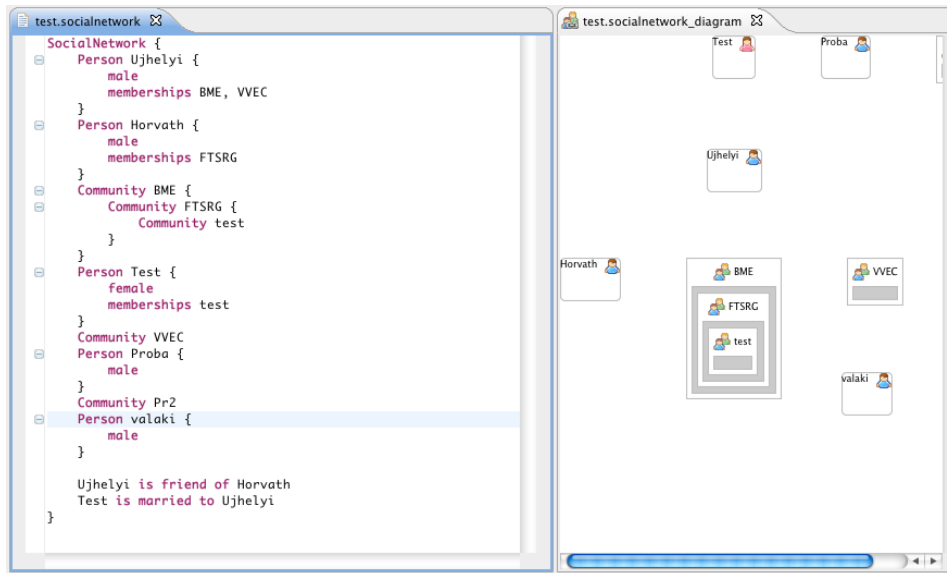 test.socialnetwork
SocialNetwork {
Person Ujhelyi {
male
memberships BME, VVEC
}
Person Horvath {
male
memberships FTSRG
}
Community BME {
Community FTSRG {
Community test
}
}
Person Test {
female
memberships test
}
Community VVEC
Person Proba {
male
}
Community Pr2
Person valaki {
male
}
Ujhelyi is friend of Horvath
Test is married to Ujhelyi
}
test.socialnetwork_diagram
Test
Proba
Ujhelyi
Horvath
BME
VVEC
FTSRG
test
valaki